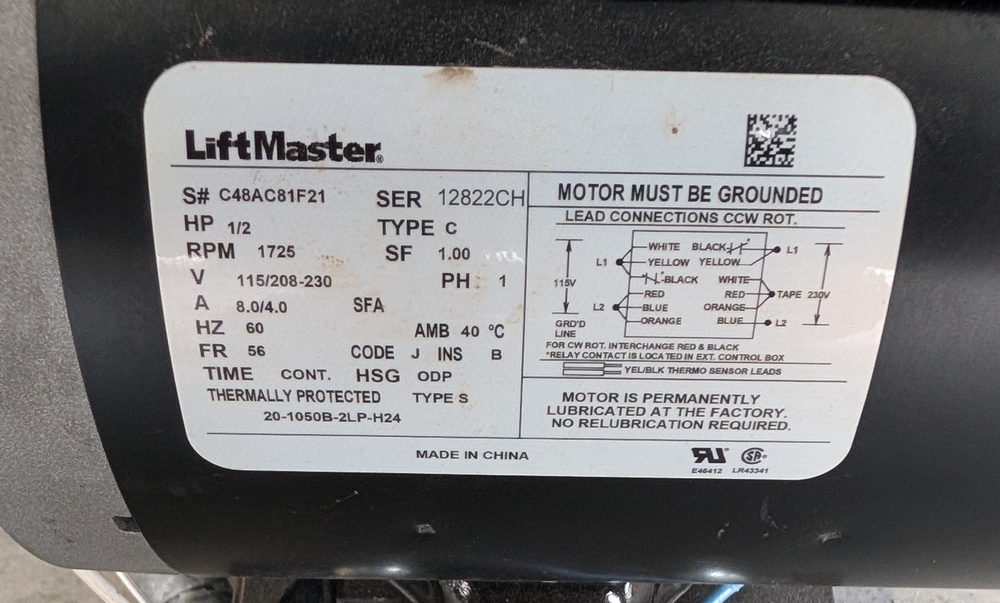 LiftMaster®
S# C48AC81F21 SER 12822CH
HP 1/2 TYPE C
RPM 1725 SF 1.00
V 115/208-230 PH 1
A 8.0/4.0 SFA
HZ 60 AMB 40 °C
FR 56 CODE J INS B
TIME CONT. HSG ODP
THERMALLY PROTECTED TYPE S
20-1050B-2LP-H24
MOTOR MUST BE GROUNDED
LEAD CONNECTIONS CCW ROT.
WHITE BLACK L1
L1 YELLOW YELLOW
115V BLACK WHITE
RED RED TAPE 230V
L2 BLUE ORANGE
ORANGE BLUE L2
GRD'D
LINE
FOR CW ROT. INTERCHANGE RED & BLACK
*RELAY CONTACT IS LOCATED IN EXT. CONTROL BOX
YEL/BLK THERMO SENSOR LEADS
MOTOR IS PERMANENTLY
LUBRICATED AT THE FACTORY.
NO RELUBRICATION REQUIRED.
MADE IN CHINA
E46412 LR43341